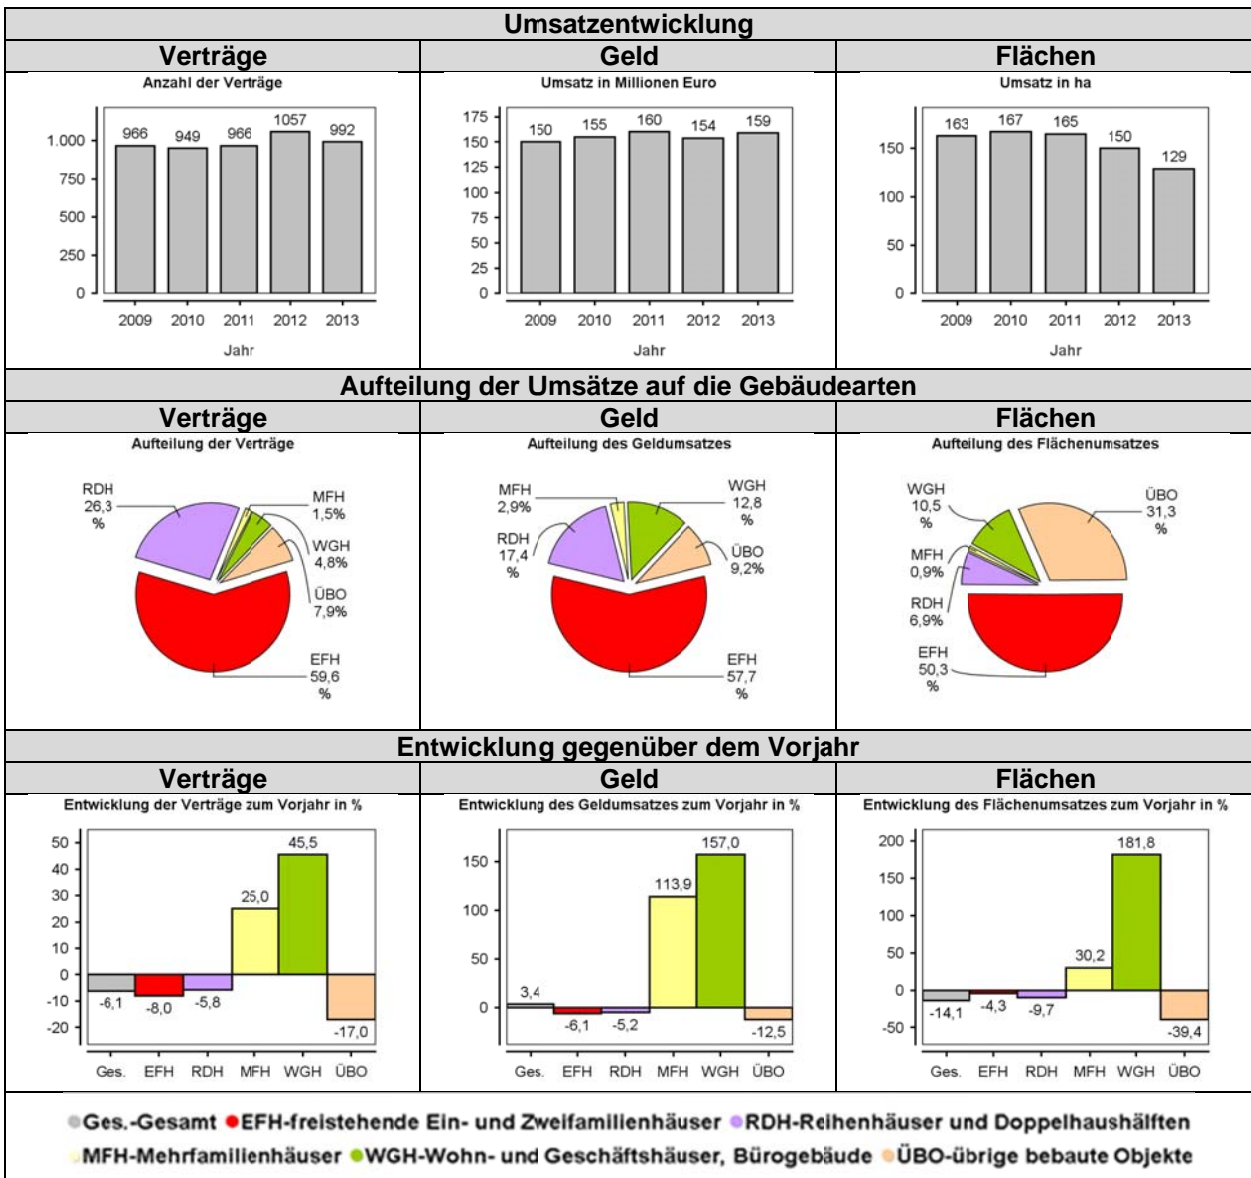 Umsatzentwicklung
Verträge Geld Flächen
Anzahl der Verträge
1.000
750
500
250
0
966 949 966 1057 992
2009 2010 2011 2012 2013
Jahr
Umsatz in Millionen Euro
175
150
125
100
75
50
25
0
150 155 160 154 159
2009 2010 2011 2012 2013
Jahr
Umsatz in ha
150
100
50
0
163 167 165 150 129
2009 2010 2011 2012 2013
Jahr
Aufteilung der Umsätze auf die Gebäudearten
Verträge Geld Flächen
Aufteilung der Verträge
RDH
26,3
%
MFH
1,5%
WGH
4,8%
ÜBO
7,9%
EFH
59,6
%
Aufteilung des Geldumsatzes
MFH
2,9%
RDH
17,4
%
WGH
12,8
%
ÜBO
9,2%
EFH
57,7
%
Aufteilung des Flächenumsatzes
WGH
10,5
%
MFH
0,9%
RDH
6,9%
EFH
50,3
%
ÜBO
31,3
%
Entwicklung gegenüber dem Vorjahr
Verträge Geld Flächen
Entwicklung der Verträge zum Vorjahr in %
50
40
30
20
10
0
-10
-20
-6,1 -8,0 -5,8 25,0 45,5 -17,0
Ges. EFH RDH MFH WGH ÜBO
Entwicklung des Geldumsatzes zum Vorjahr in %
150
100
50
0
3,4 -6,1 -5,2 113,9 157,0 -12,5
Ges. EFH RDH MFH WGH ÜBO
Entwicklung des Flächenumsatzes zum Vorjahr in %
200
150
100
50
0
-50
-14,1 -4,3 -9,7 30,2 181,8 -39,4
Ges. EFH RDH MFH WGH ÜBO
Ges.-Gesamt EFH-freistehende Ein- und Zweifamilienhäuser RDH-Reihenhäuser und Doppelhaushälften
MFH-Mehrfamilienhäuser WGH-Wohn- und Geschäftshäuser, Bürogebäude ÜBO-übrige bebaute Objekte